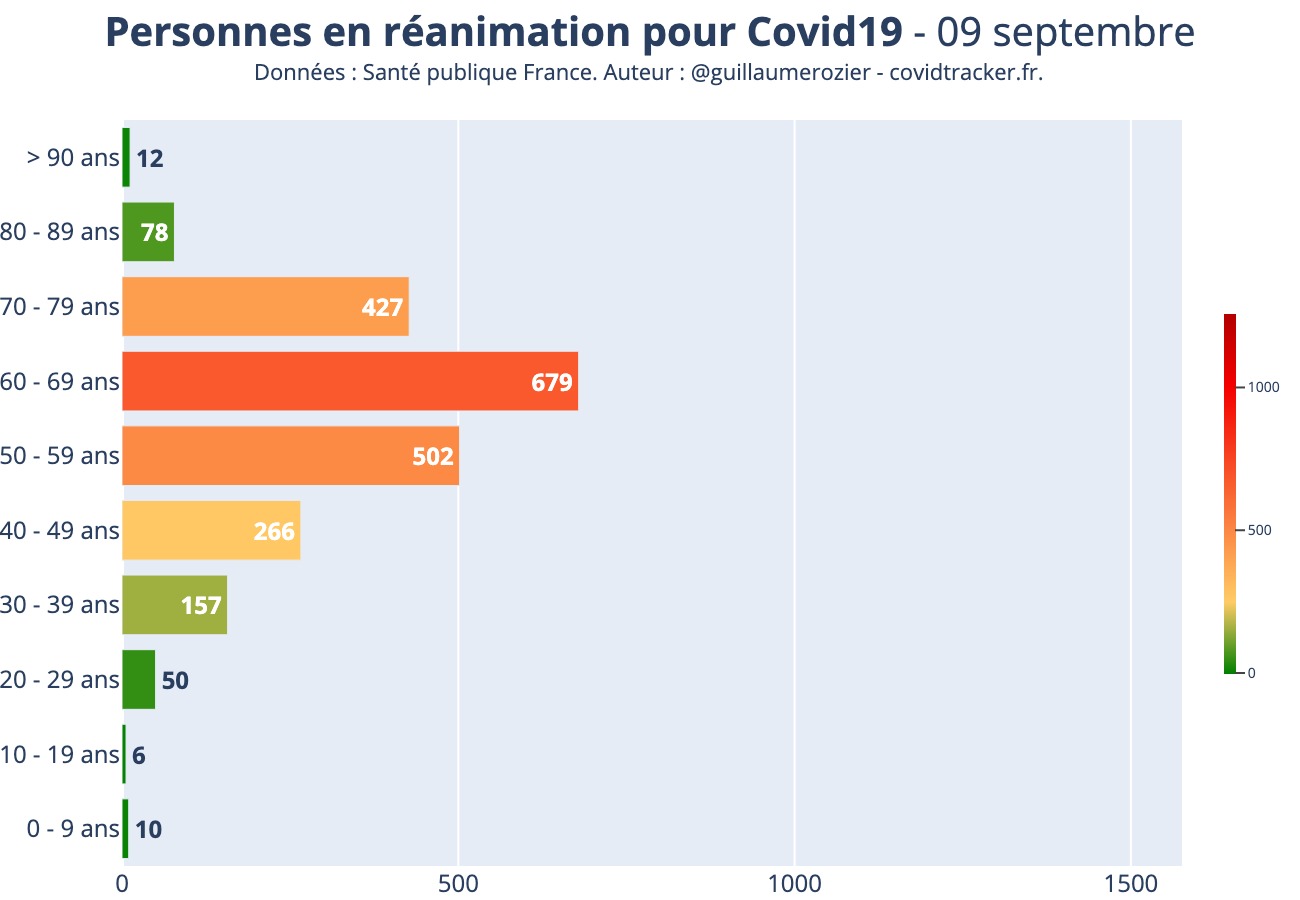 Personnes en réanimation pour Covid19 - 09 septembre
Données : Santé publique France. Auteur : @guillaumerozier - covidtracker.fr.
> 90 ans 12
80 - 89 ans 78
70 - 79 ans 427
60 - 69 ans 679
50 - 59 ans 502
40 - 49 ans 266
30 - 39 ans 157
20 - 29 ans 50
10 - 19 ans 6
0 - 9 ans 10
0 500 1000 1500
1000
500
0